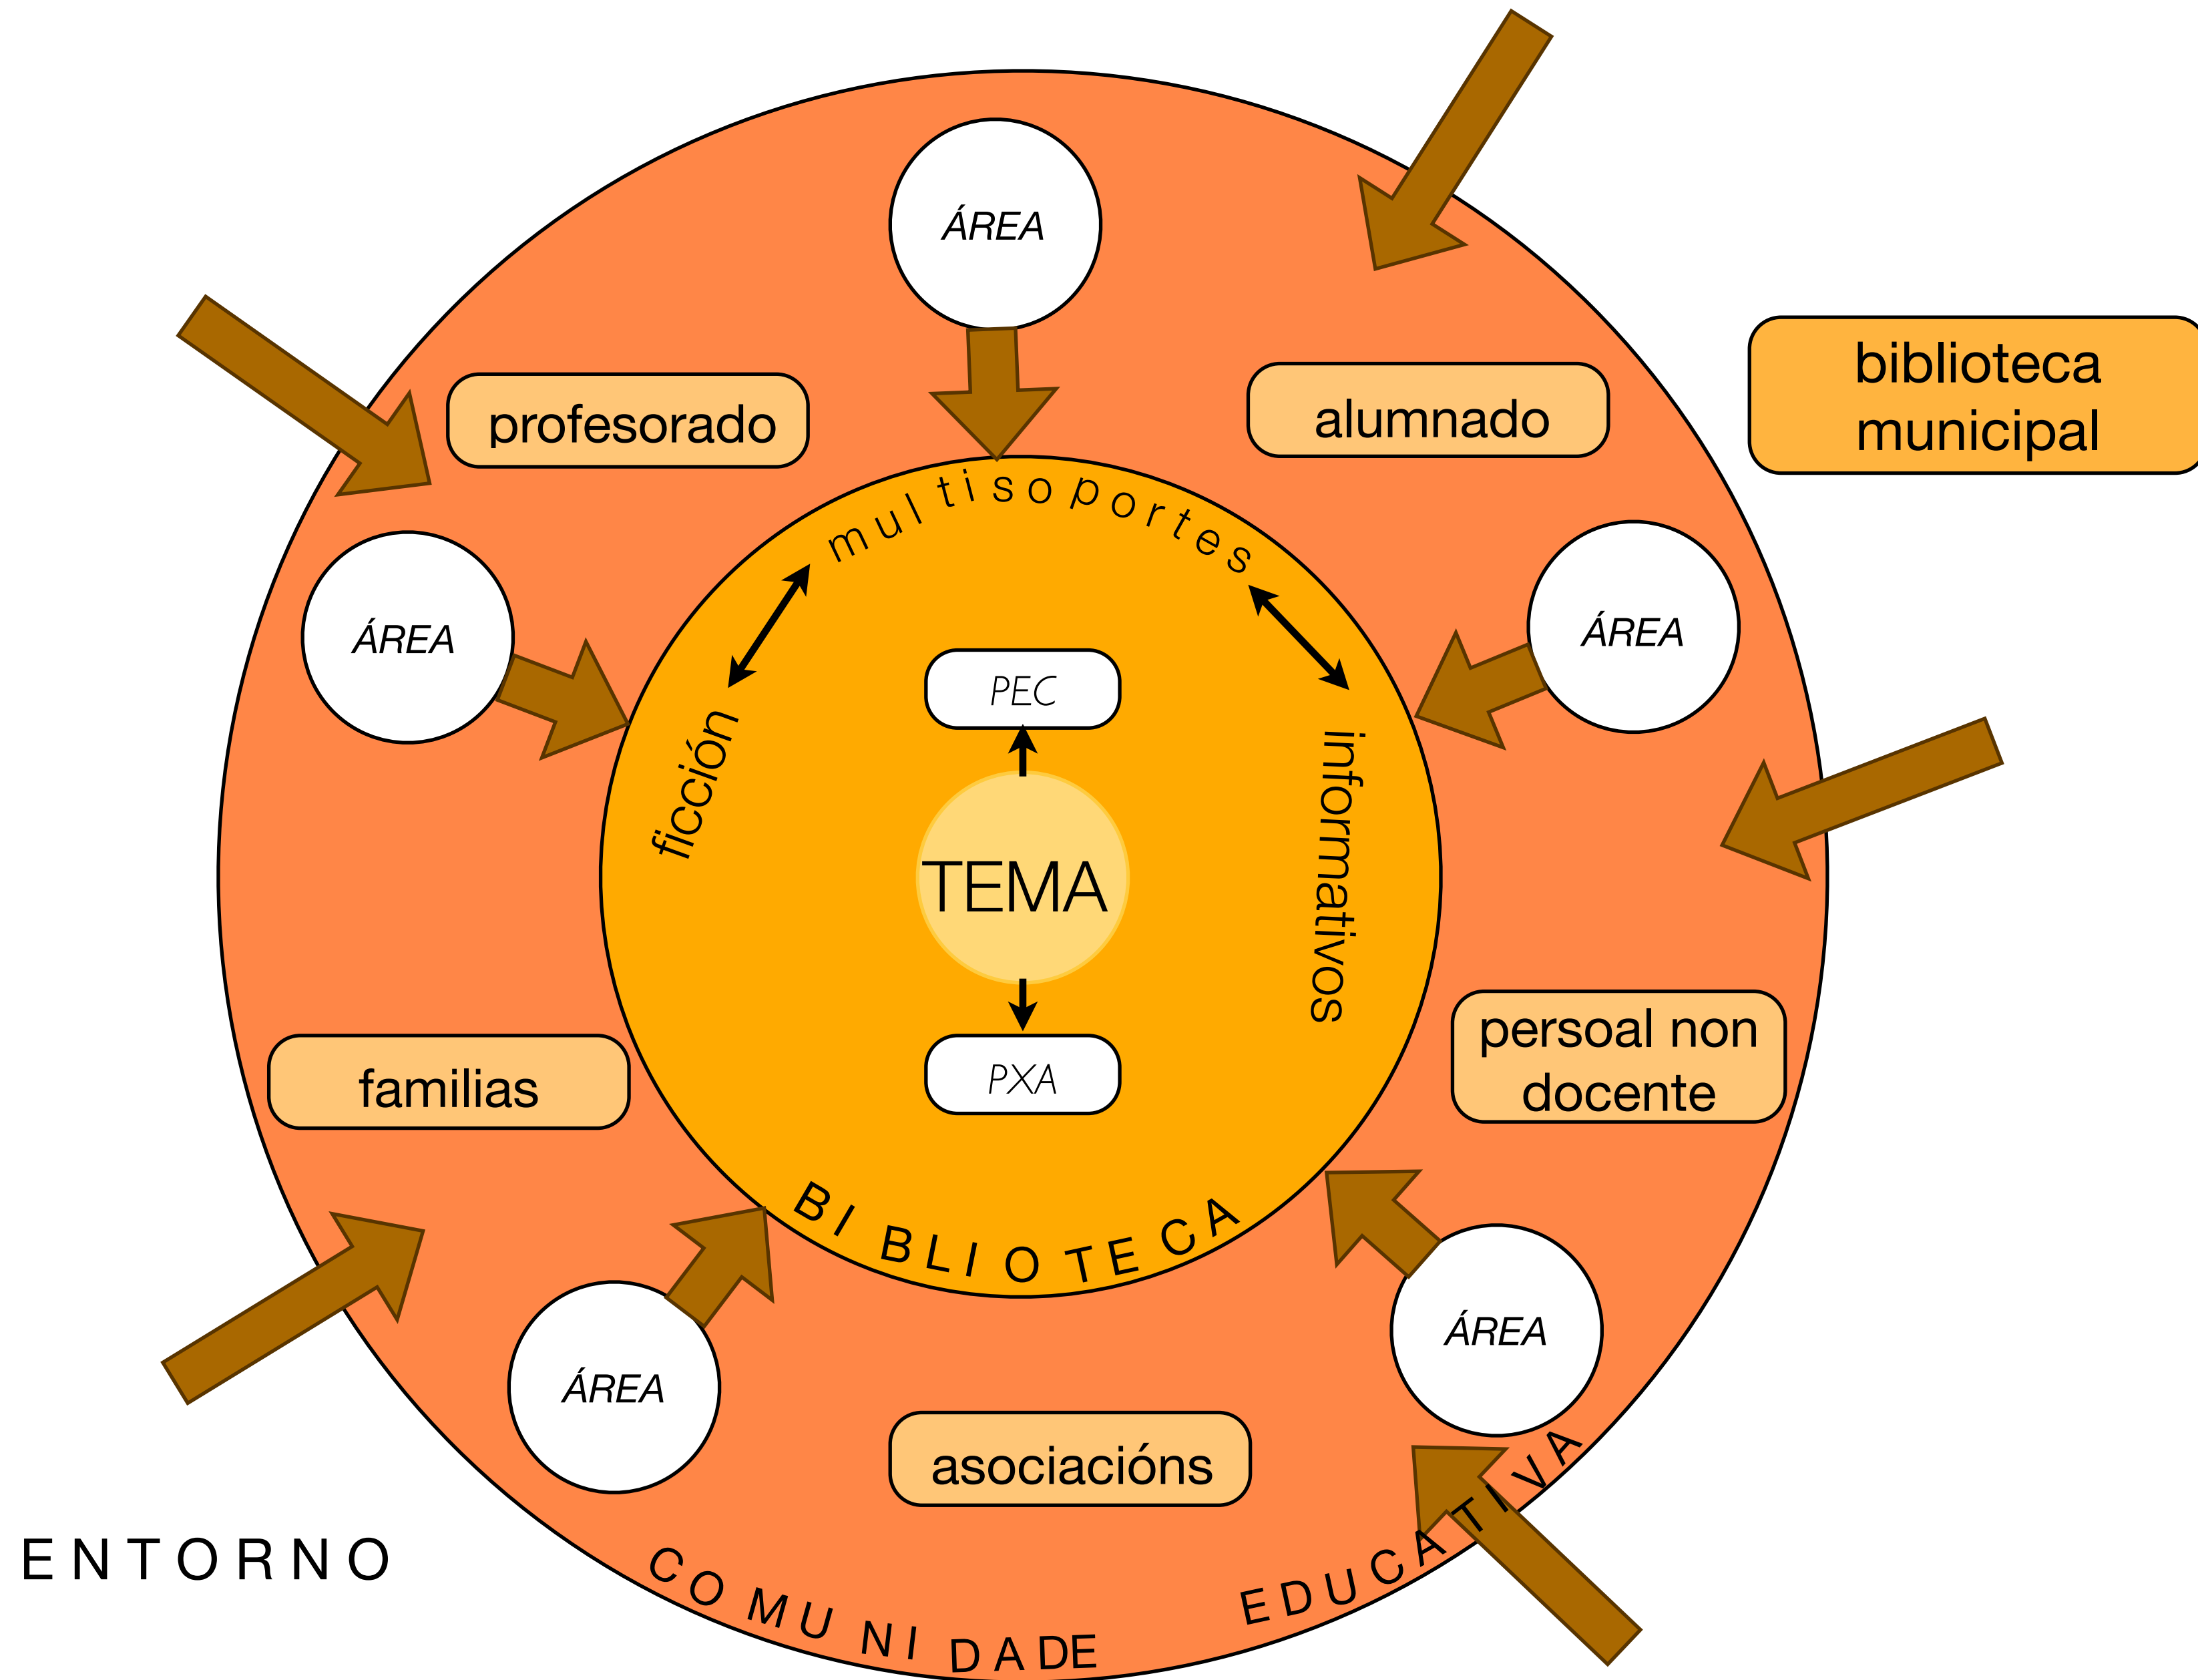 ÁREA
profesorado
alumnado
biblioteca
municipal
multisoportes
ÁREA
ÁREA
PEC
ficción
informativos
TEMA
persoal non
docente
familias
PXA
BIBLIOTECA
ÁREA
ÁREA
asociacións
ENTORNO
COMUNIDADE EDUCATIVA